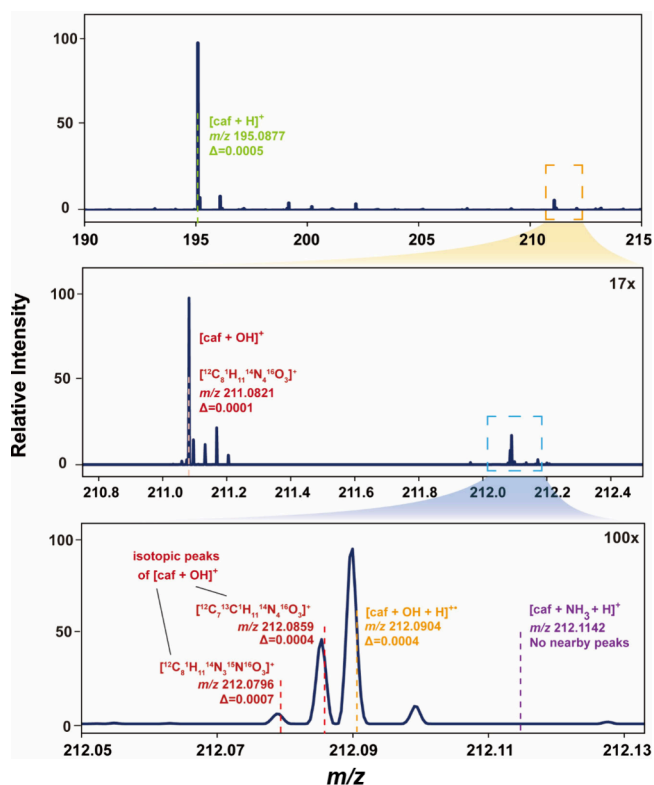 100
50
0
[caf + H]⁺
m/z 195.0877
Δ=0.0005
190 195 200 205 210 215
17x
100
50
0
[caf + OH]⁺
[¹²C₈¹H₁₁¹⁴N₄¹⁶O₃]⁺
m/z 211.0821
Δ=0.0001
210.8 211.0 211.2 211.4 211.6 211.8 212.0 212.2 212.4
Relative Intensity
100x
100
50
0
isotopic peaks
of [caf + OH]⁺
[¹²C₇¹³C¹H₁₁¹⁴N₄¹⁶O₃]⁺
m/z 212.0859
Δ=0.0004
[¹²C₈¹H₁₁¹⁴N₃¹⁵N¹⁶O₃]⁺
m/z 212.0796
Δ=0.0007
[caf + OH + H]⁺•
m/z 212.0904
Δ=0.0004
[caf + NH₃ + H]⁺
m/z 212.1142
No nearby peaks
212.05 212.07 212.09 212.11 212.13
m/z